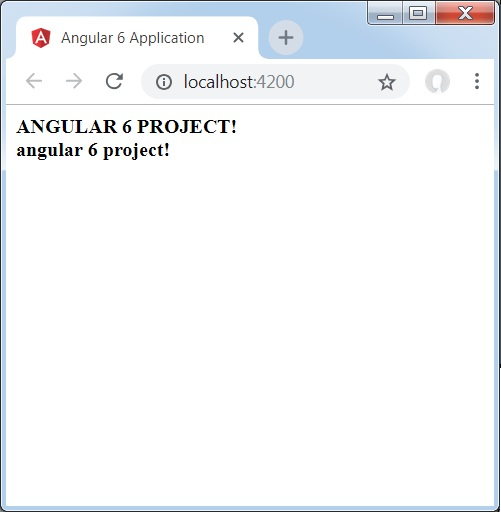 Angular 6 Application
localhost:4200
ANGULAR 6 PROJECT!
angular 6 project!